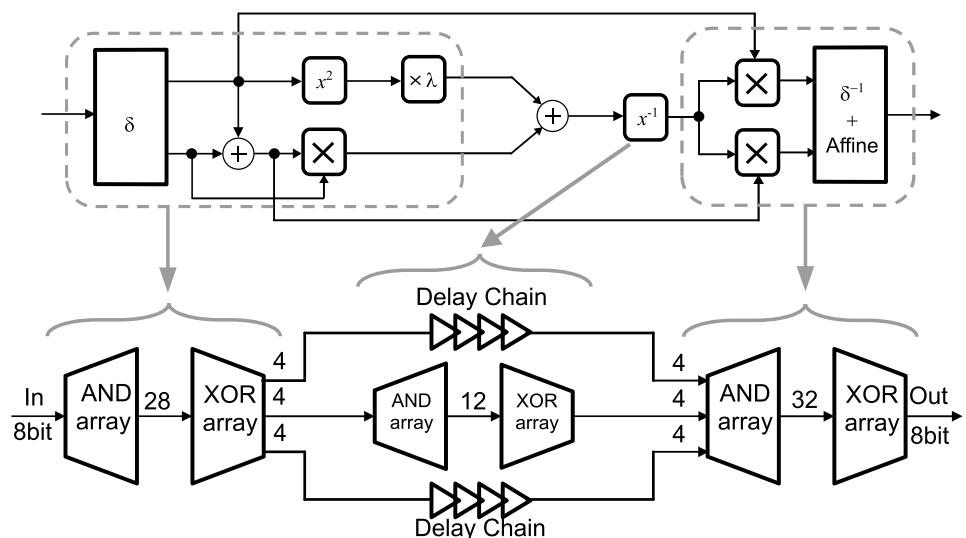 δ
x²
× λ
+
×
+
x⁻¹
×
×
δ⁻¹
+
Affine
Delay Chain
In
8bit
AND
array
28
XOR
array
4
4
4
AND
array
12
XOR
array
4
4
4
AND
array
32
XOR
array
Out
8bit
Delay Chain